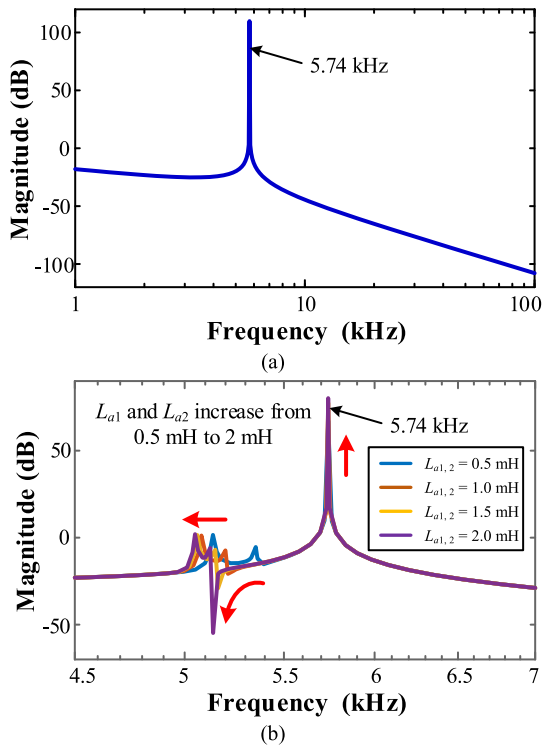 (a)
Magnitude (dB)
100
50
0
-50
-100
5.74 kHz
1
10
100
Frequency (kHz)
(a)
Magnitude (dB)
50
0
-50
La1 and La2 increase from
0.5 mH to 2 mH
5.74 kHz
La1, 2 = 0.5 mH
La1, 2 = 1.0 mH
La1, 2 = 1.5 mH
La1, 2 = 2.0 mH
4.5
5
5.5
6
6.5
7
Frequency (kHz)
(b)